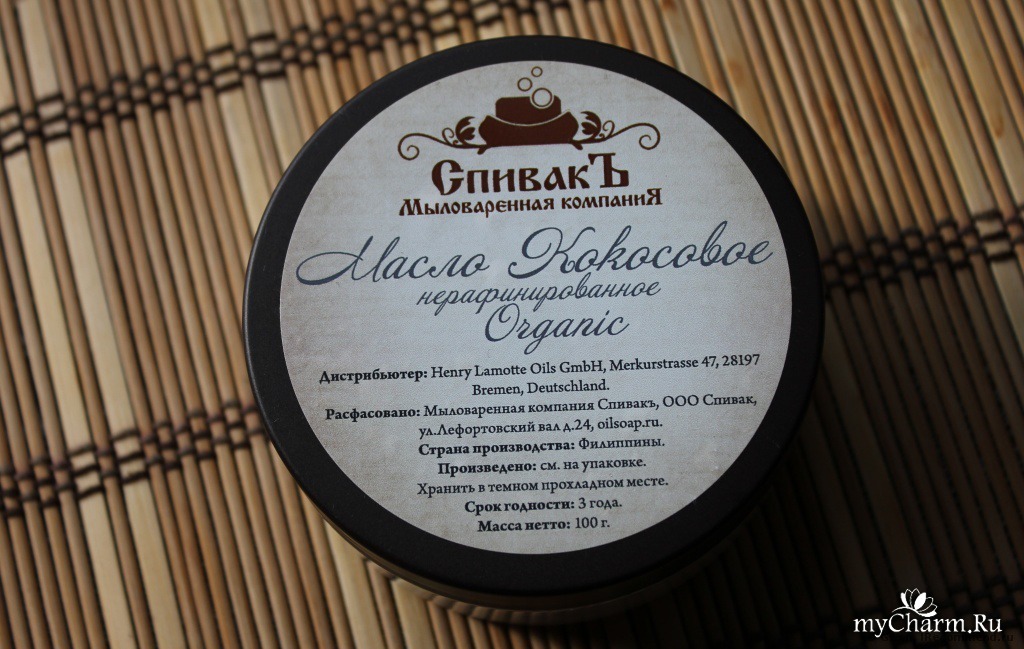 СпивакЪ
Мыловаренная компаниЯ
Масло Кокосовое
нерафинированное
Organic
Дистрибьютер: Henry Lamotte Oils GmbH, Merkurstrasse 47, 28197
Bremen, Deutschland.
Расфасовано: Мыловаренная компания Спивакъ, ООО Спивак,
ул.Лефортовский вал д.24, oilsoap.ru.
Страна производства: Филиппины.
Произведено: см. на упаковке.
Хранить в темном прохладном месте.
Срок годности: 3 года.
Масса нетто: 100 г.
myCharm.Ru